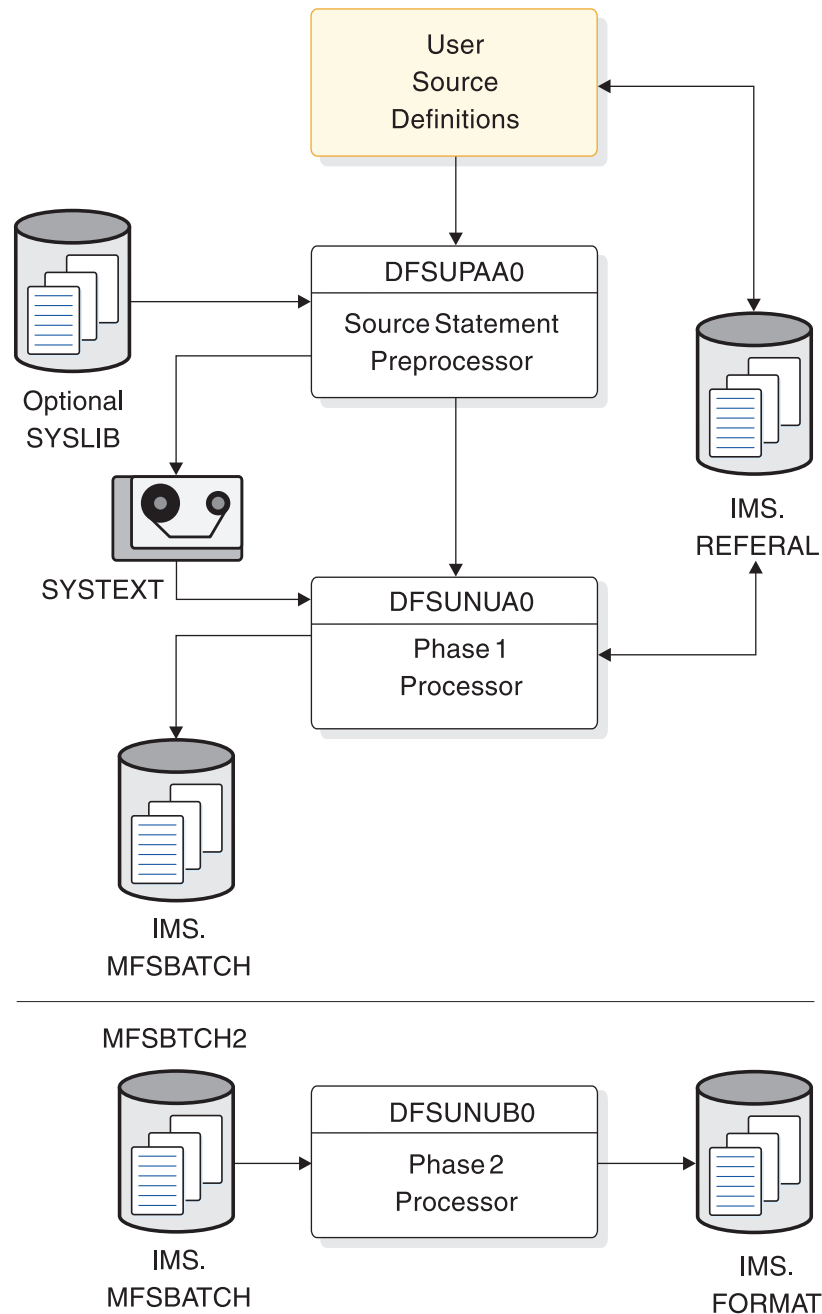 User
Source
Definitions
DFSUPAA0
Source Statement
Preprocessor
Optional
SYSLIB
IMS.
REFERAL
SYSTEXT
DFSUNUA0
Phase 1
Processor
IMS.
MFSBATCH
MFSBTCH2
DFSUNUB0
Phase 2
Processor
IMS.
MFSBATCH
IMS.
FORMAT